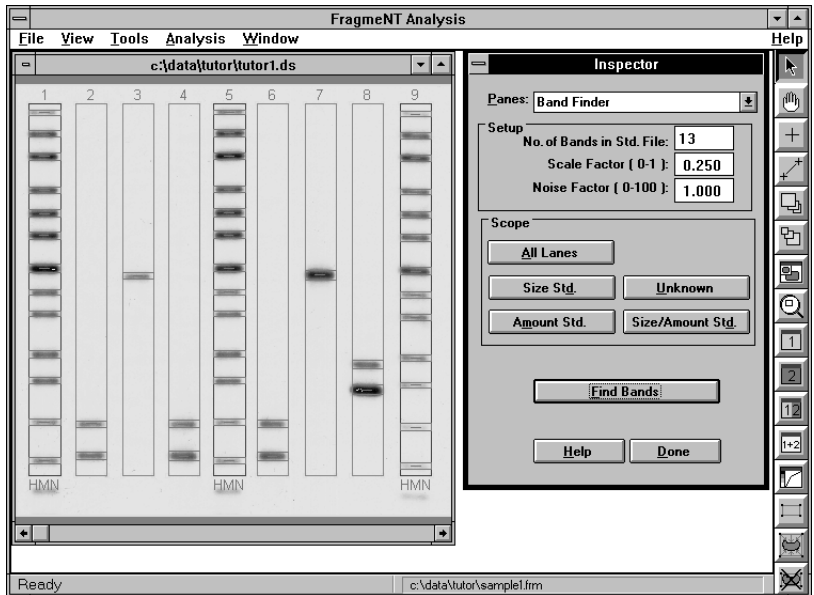 FragmeNT Analysis
File View Tools Analysis Window Help
c:\data\tutor\tutor1.ds
1 2 3 4 5 6 7 8 9
HMN HMN HMN
Inspector
Panes: Band Finder
Setup
No. of Bands in Std. File: 13
Scale Factor ( 0-1 ): 0.250
Noise Factor ( 0-100 ): 1.000
Scope
All Lanes
Size Std. Unknown
Amount Std. Size/Amount Std.
Find Bands
Help Done
1
2
12
1+2
Ready c:\data\tutor\sample1.frm